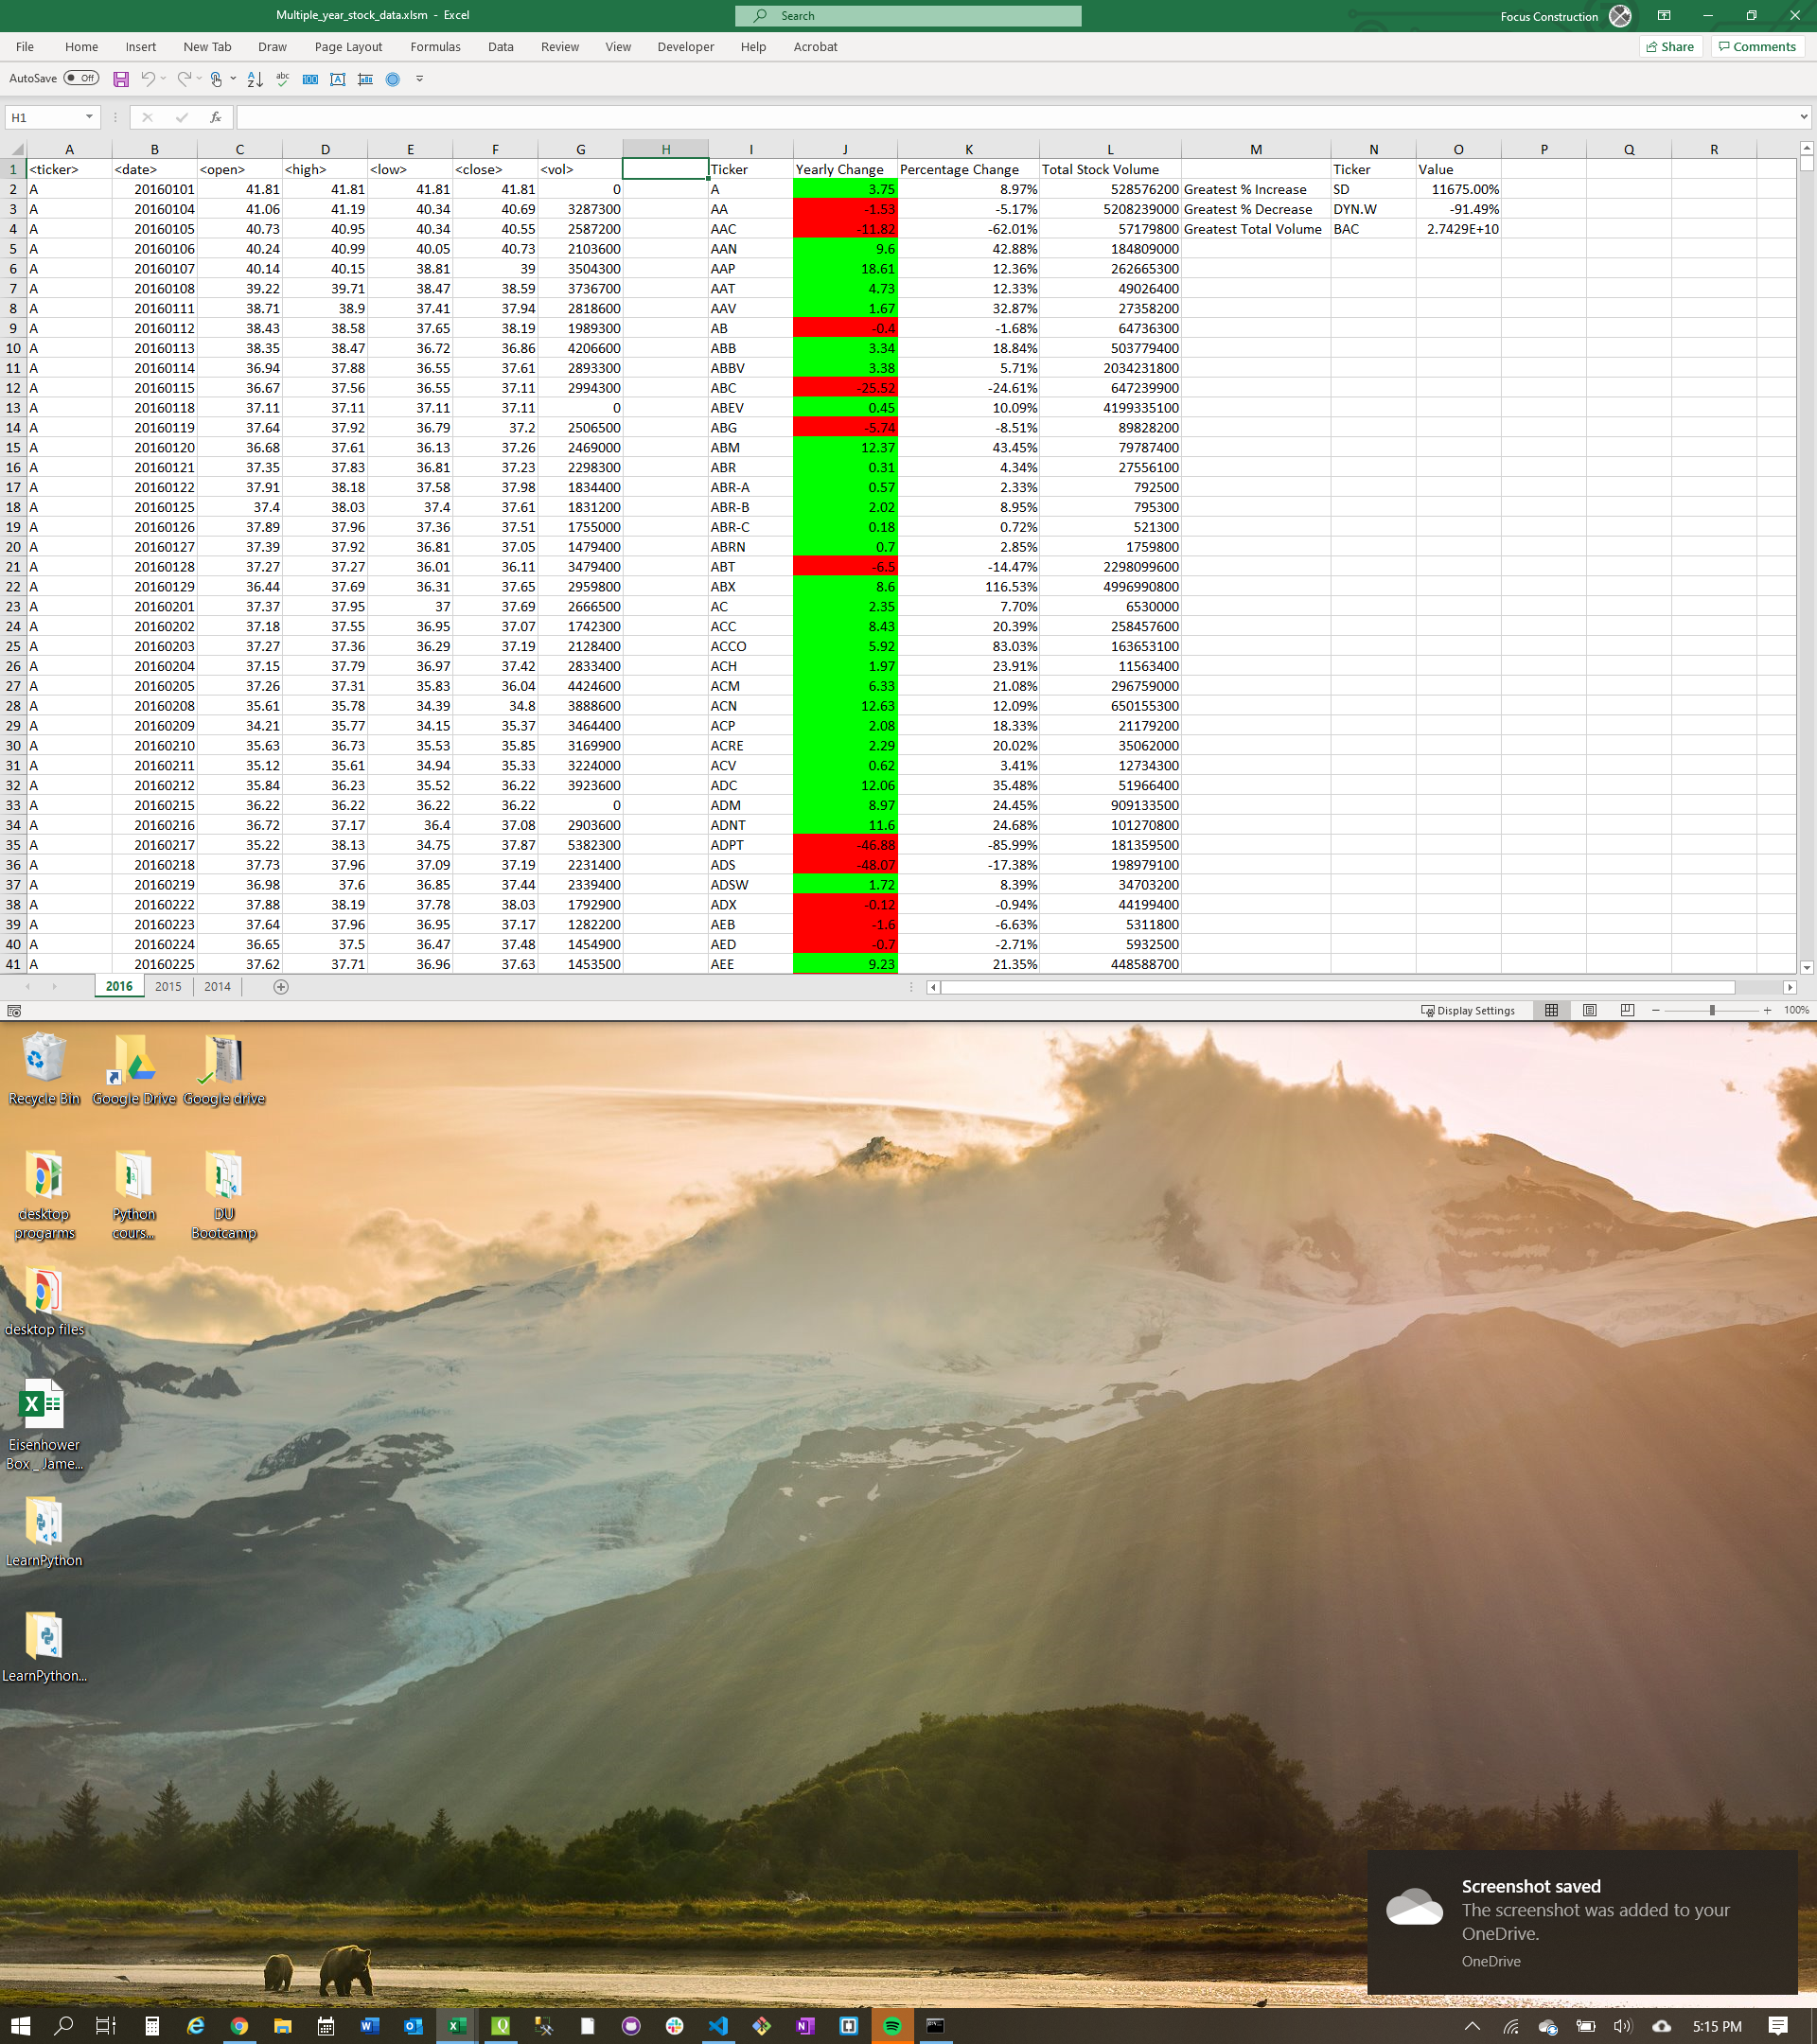 Multiple_year_stock_data.xlsm - Excel
Search
Focus Construction
File Home Insert New Tab Draw Page Layout Formulas Data Review View Developer Help Acrobat Share Comments
AutoSave Off
H1 fx
A B C D E F G H I J K L M N O P Q R
1 <ticker> <date> <open> <high> <low> <close> <vol> Ticker Yearly Change Percentage Change Total Stock Volume Ticker Value
2 A 20160101 41.81 41.81 41.81 41.81 0 A 3.75 8.97% 528576200 Greatest % Increase SD 11675.00%
3 A 20160104 41.06 41.19 40.34 40.69 3287300 AA -1.53 -5.17% 5208239000 Greatest % Decrease DYN.W -91.49%
4 A 20160105 40.73 40.95 40.34 40.55 2587200 AAC -11.82 -62.01% 57179800 Greatest Total Volume BAC 2.7429E+10
5 A 20160106 40.24 40.99 40.05 40.73 2103600 AAN 9.6 42.88% 184809000
6 A 20160107 40.14 40.15 38.81 39 3504300 AAP 18.61 12.36% 262665300
7 A 20160108 39.22 39.71 38.47 38.59 3736700 AAT 4.73 12.33% 49026400
8 A 20160111 38.71 38.9 37.41 37.94 2818600 AAV 1.67 32.87% 27358200
9 A 20160112 38.43 38.58 37.65 38.19 1989300 AB -0.4 -1.68% 64736300
10 A 20160113 38.35 38.47 36.72 36.86 4206600 ABB 3.34 18.84% 503779400
11 A 20160114 36.94 37.88 36.55 37.61 2893300 ABBV 3.38 5.71% 2034231800
12 A 20160115 36.67 37.56 36.55 37.11 2994300 ABC -25.52 -24.61% 647239900
13 A 20160118 37.11 37.11 37.11 37.11 0 ABEV 0.45 10.09% 4199335100
14 A 20160119 37.64 37.92 36.79 37.2 2506500 ABG -5.74 -8.51% 89828200
15 A 20160120 36.68 37.61 36.13 37.26 2469000 ABM 12.37 43.45% 79787400
16 A 20160121 37.35 37.83 36.81 37.23 2298300 ABR 0.31 4.34% 27556100
17 A 20160122 37.91 38.18 37.58 37.98 1834400 ABR-A 0.57 2.33% 792500
18 A 20160125 37.4 38.03 37.4 37.61 1831200 ABR-B 2.02 8.95% 795300
19 A 20160126 37.89 37.96 37.36 37.51 1755000 ABR-C 0.18 0.72% 521300
20 A 20160127 37.39 37.92 36.81 37.05 1479400 ABRN 0.7 2.85% 1759800
21 A 20160128 37.27 37.27 36.01 36.11 3479400 ABT -6.5 -14.47% 2298099600
22 A 20160129 36.44 37.69 36.31 37.65 2959800 ABX 8.6 116.53% 4996990800
23 A 20160201 37.37 37.95 37 37.69 2666500 AC 2.35 7.70% 6530000
24 A 20160202 37.18 37.55 36.95 37.07 1742300 ACC 8.43 20.39% 258457600
25 A 20160203 37.27 37.36 36.29 37.19 2128400 ACCO 5.92 83.03% 163653100
26 A 20160204 37.15 37.79 36.97 37.42 2833400 ACH 1.97 23.91% 11563400
27 A 20160205 37.26 37.31 35.83 36.04 4424600 ACM 6.33 21.08% 296759000
28 A 20160208 35.61 35.78 34.39 34.8 3888600 ACN 12.63 12.09% 650155300
29 A 20160209 34.21 35.77 34.15 35.37 3464400 ACP 2.08 18.33% 21179200
30 A 20160210 35.63 36.73 35.53 35.85 3169900 ACRE 2.29 20.02% 35062000
31 A 20160211 35.12 35.61 34.94 35.33 3224000 ACV 0.62 3.41% 12734300
32 A 20160212 35.84 36.23 35.52 36.22 3923600 ADC 12.06 35.48% 51966400
33 A 20160215 36.22 36.22 36.22 36.22 0 ADM 8.97 24.45% 909133500
34 A 20160216 36.72 37.17 36.4 37.08 2903600 ADNT 11.6 24.68% 101270800
35 A 20160217 35.22 38.13 34.75 37.87 5382300 ADPT -46.88 -85.99% 181359500
36 A 20160218 37.73 37.96 37.09 37.19 2231400 ADS -48.07 -17.38% 198979100
37 A 20160219 36.98 37.6 36.85 37.44 2339400 ADSW 1.72 8.39% 34703200
38 A 20160222 37.88 38.19 37.78 38.03 1792900 ADX -0.12 -0.94% 44199400
39 A 20160223 37.64 37.96 36.95 37.17 1282200 AEB -1.6 -6.63% 5311800
40 A 20160224 36.65 37.5 36.47 37.48 1454900 AED -0.7 -2.71% 5932500
41 A 20160225 37.62 37.71 36.96 37.63 1453500 AEE 9.23 21.35% 448588700
2016 2015 2014
Display Settings 100%
Recycle Bin Google Drive Google drive
desktop progarms
Python cours...
DU Bootcamp
desktop files
Eisenhower
Box _ Jame...
LearnPython
LearnPython...
Screenshot saved
The screenshot was added to your
OneDrive.
OneDrive
5:15 PM